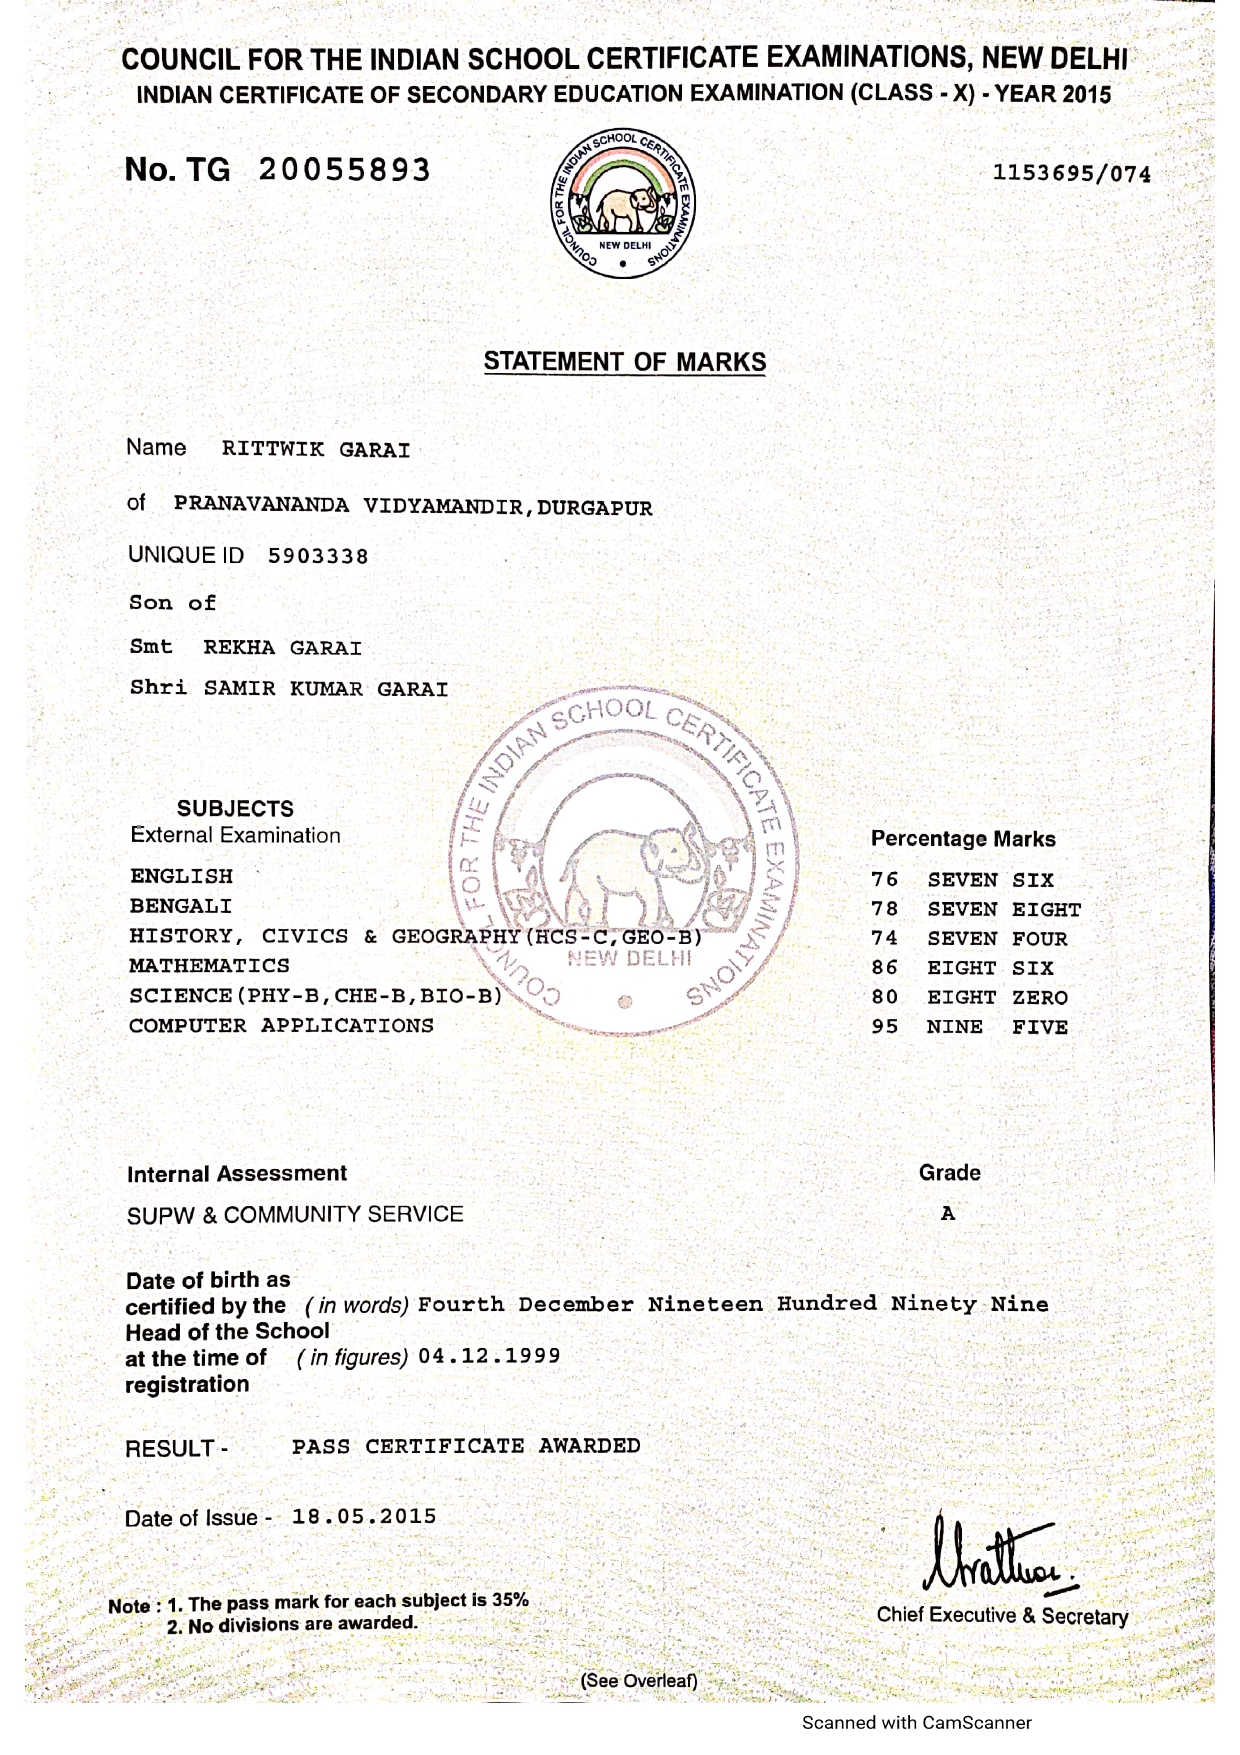 COUNCIL FOR THE INDIAN SCHOOL CERTIFICATE EXAMINATIONS, NEW DELHI
INDIAN CERTIFICATE OF SECONDARY EDUCATION EXAMINATION (CLASS - X) - YEAR 2015
No. TG 20055893
1153695/074
COUNCIL FOR THE INDIAN SCHOOL CERTIFICATE EXAMINATIONS
NEW DELHI
STATEMENT OF MARKS
Name RITTWIK GARAI
of PRANAVANANDA VIDYAMANDIR,DURGAPUR
UNIQUE ID 5903338
Son of
Smt REKHA GARAI
Shri SAMIR KUMAR GARAI
COUNCIL FOR THE INDIAN SCHOOL CERTIFICATE EXAMINATIONS
NEW DELHI
SUBJECTS
External Examination Percentage Marks
ENGLISH 76 SEVEN SIX
BENGALI 78 SEVEN EIGHT
HISTORY, CIVICS & GEOGRAPHY(HCS-C,GEO-B) 74 SEVEN FOUR
MATHEMATICS 86 EIGHT SIX
SCIENCE(PHY-B,CHE-B,BIO-B) 80 EIGHT ZERO
COMPUTER APPLICATIONS 95 NINE FIVE
Internal Assessment Grade
SUPW & COMMUNITY SERVICE A
Date of birth as
certified by the (in words) Fourth December Nineteen Hundred Ninety Nine
Head of the School
at the time of (in figures) 04.12.1999
registration
RESULT - PASS CERTIFICATE AWARDED
Date of Issue - 18.05.2015
Note : 1. The pass mark for each subject is 35%
2. No divisions are awarded.
Chief Executive & Secretary
(See Overleaf)
Scanned with CamScanner